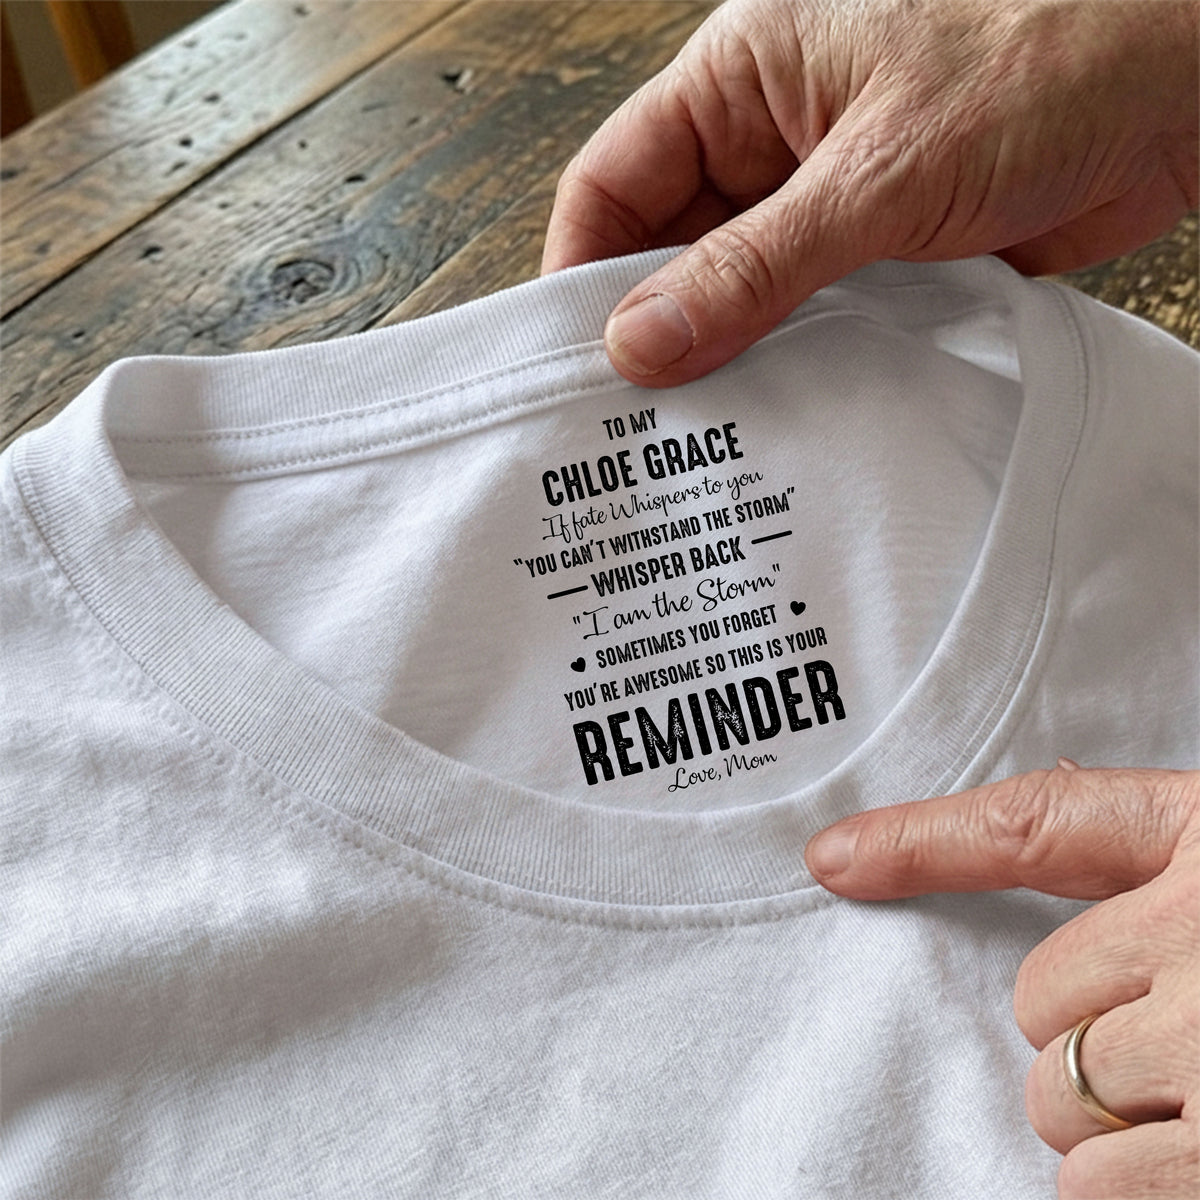 TO MY
CHLOE GRACE
If fate Whispers to you
"YOU CAN'T WITHSTAND THE STORM"
WHISPER BACK
"I am the Storm"
SOMETIMES YOU FORGET
YOU'RE AWESOME SO THIS IS YOUR
REMINDER
Love, Mom